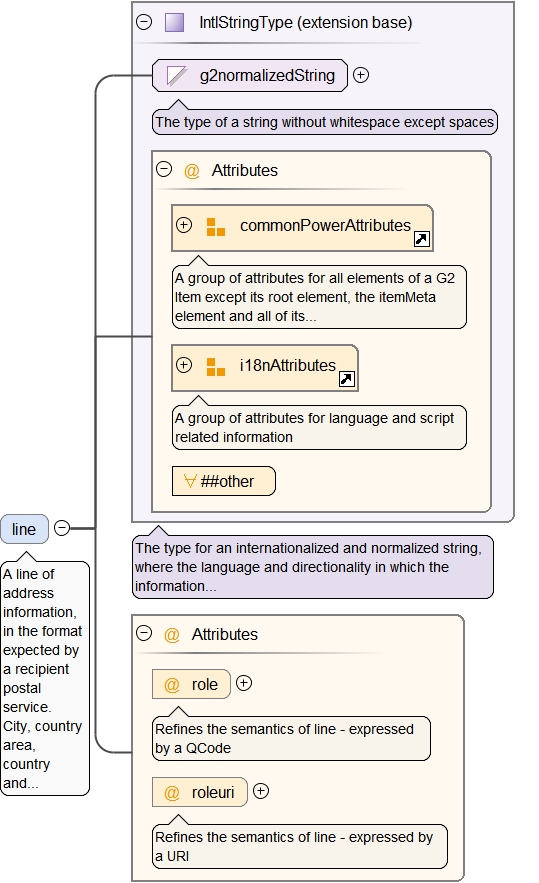 IntlStringType (extension base)
g2normalizedString
The type of a string without whitespace except spaces
@ Attributes
commonPowerAttributes
A group of attributes for all elements of a G2
Item except its root element, the itemMeta
element and all of its...
i18nAttributes
A group of attributes for language and script
related information
##other
The type for an internationalized and normalized string,
where the language and directionality in which the
information...
line
A line of
address
information,
in the format
expected by
a recipient
postal
service.
City, country
area,
country
and...
@ Attributes
@ role
Refines the semantics of line - expressed
by a QCode
@ roleuri
Refines the semantics of line - expressed by
a URI